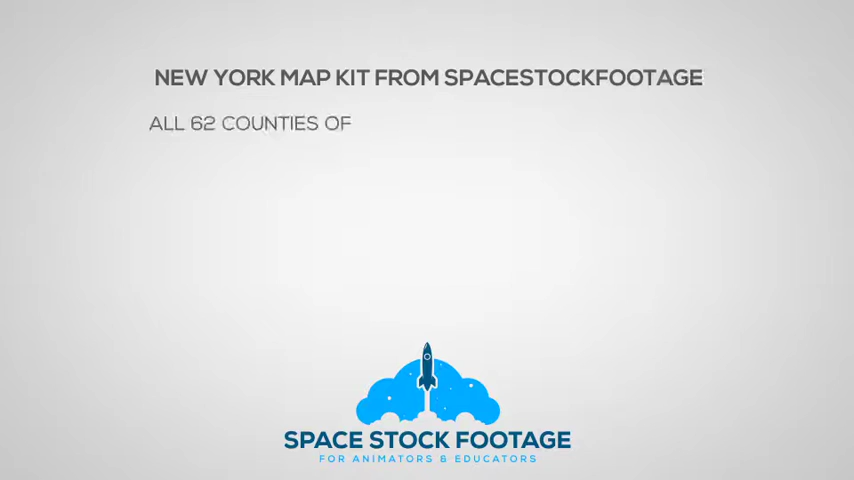 NEW YORK MAP KIT FROM SPACESTOCKFOOTAGE
ALL 62 COUNTIES OF
SPACE STOCK FOOTAGE
FOR ANIMATORS & EDUCATORS